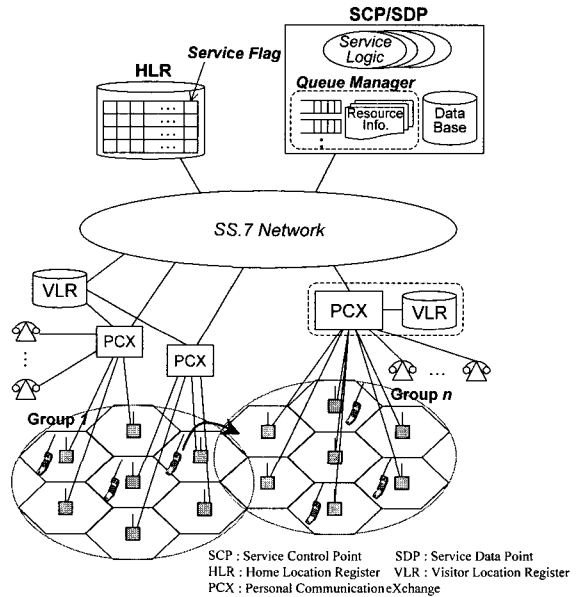 SCP/SDP
Service
Logic
Service Flag
HLR
Queue Manager
Resource
Info.
Data
Base
SS.7 Network
VLR
PCX
PCX
PCX
VLR
Group 1
Group n
SCP : Service Control Point SDP : Service Data Point
HLR : Home Location Register VLR : Visitor Location Register
PCX : Personal Communication eXchange